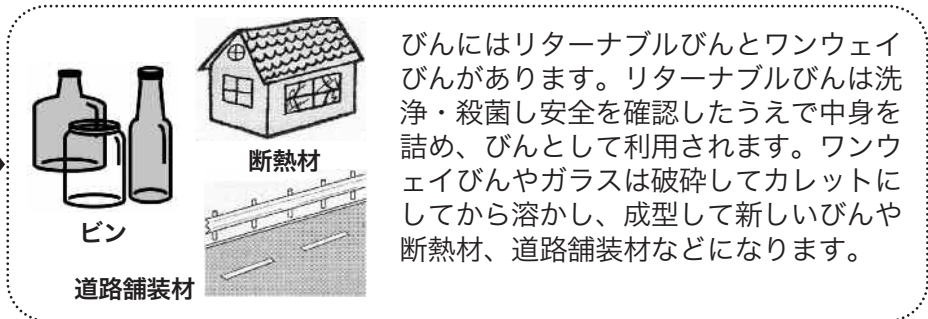 断熱材
ビン
道路舗装材
びんにはリターナブルびんとワンウェイ
びんがあります。リターナブルびんは洗
浄・殺菌し安全を確認したうえで中身を
詰め、びんとして利用されます。ワンウ
ェイびんやガラスは破砕してカレットに
してから溶かし、成型して新しいびんや
断熱材、道路舗装材などになります。